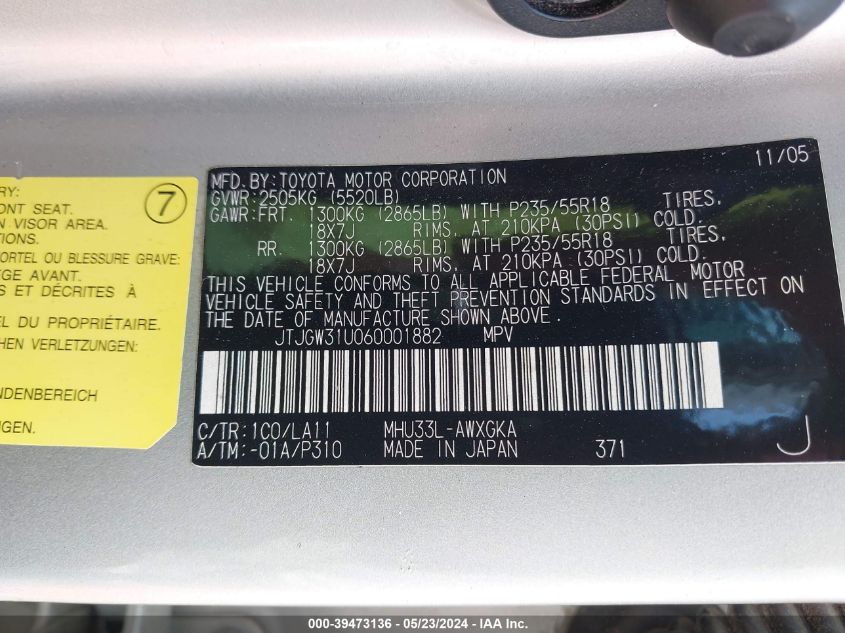 RY:
ONT SEAT.
N VISOR AREA.
7
PORTEL OU BLESSURE GRAVE:
EGE AVANT.
S ET DÉCRITES À
EL DU PROPRIÉTAIRE.
EN VERLETZUNGEN.
NDENBEREICH
UNGEN.
11/05
MFD.BY:TOYOTA MOTOR CORPORATION
GVWR:2505KG (5520LB)
GAWR:FRT. 1300KG (2865LB) WITH P235/55R18 TIRES,
18X7J RIMS, AT 210KPA (30PSI) COLD.
RR. 1300KG (2865LB) WITH P235/55R18 TIRES,
18X7J RIMS, AT 210KPA (30PSI) COLD.
THIS VEHICLE CONFORMS TO ALL APPLICABLE FEDERAL MOTOR
VEHICLE SAFETY AND THEFT PREVENTION STANDARDS IN EFFECT ON
THE DATE OF MANUFACTURE SHOWN ABOVE.
JTJGW31U060001882 MPV
C/TR:1C0/LA11 MHU33L-AWXGKA
A/TM:-01A/P310 MADE IN JAPAN 371 J
000-39473136 - 05/23/2024 - IAA Inc.